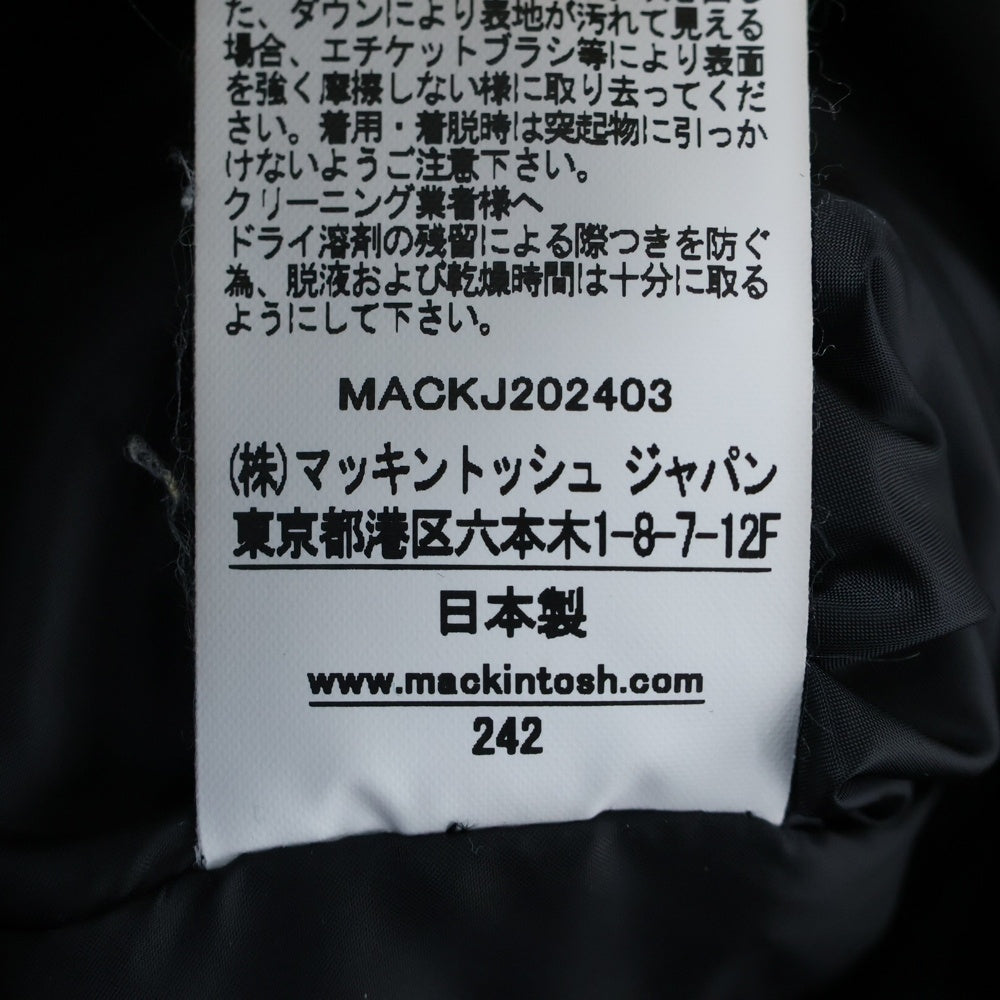 た、ダウンにより表地が汚れて見える
場合、エチケットブラシ等により表面
を強く摩擦しない様に取り去ってくだ
さい。着用・着脱時は突起物に引っか
けないようご注意下さい。
クリーニング業者様へ
ドライ溶剤の残留による際つきを防ぐ
為、脱液および乾燥時間は十分に取る
ようにして下さい。
MACKJ202403
(株)マッキントッシュ ジャパン
東京都港区六本木1-8-7-12F
日本製
www.mackintosh.com
242